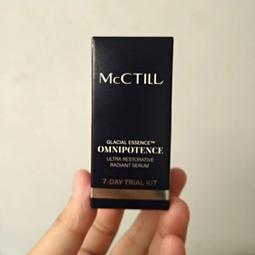 McCTILL
GLACIAL ESSENCE™
OMNIPOTENCE
ULTRA RESTORATIVE
RADIANT SERUM
7-DAY TRIAL KIT